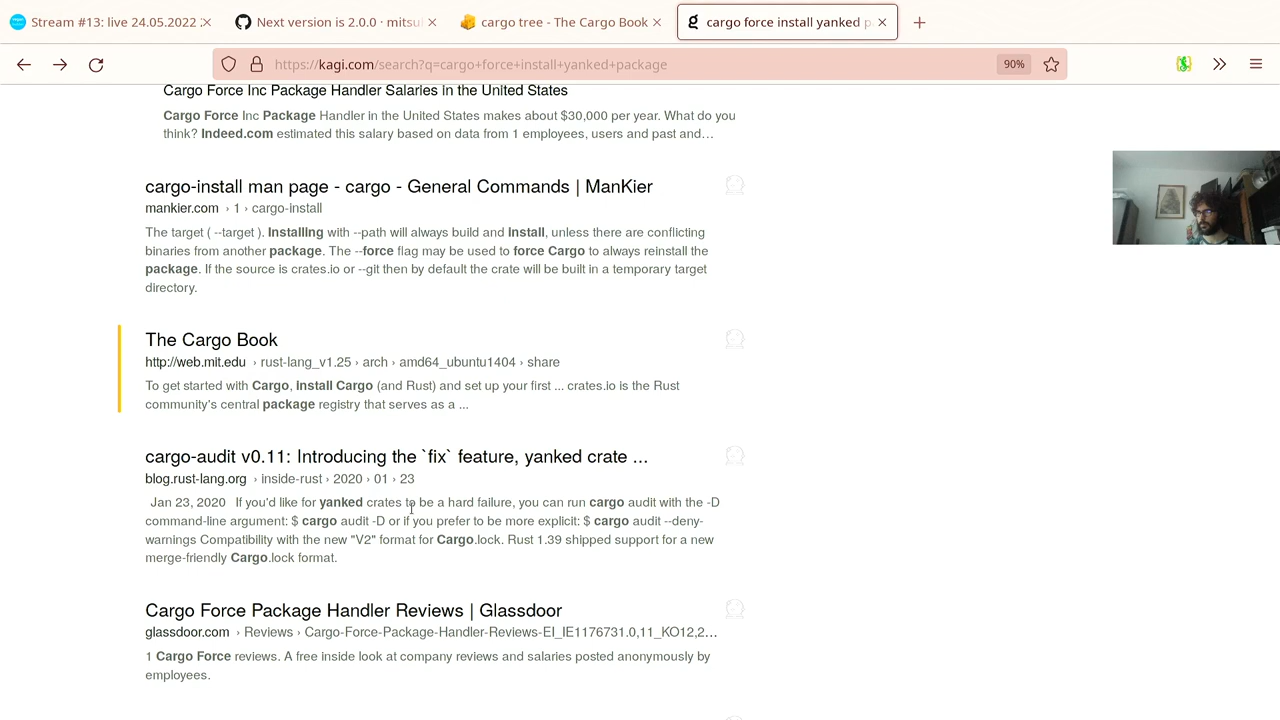 Stream #13: live 24.05.2022
Next version is 2.0.0 · mitsu
cargo tree - The Cargo Book
cargo force install yanked p
https://kagi.com/search?q=cargo+force+install+yanked+package
90%
Cargo Force Inc Package Handler Salaries in the United States
Cargo Force Inc Package Handler in the United States makes about $30,000 per year. What do you
think? Indeed.com estimated this salary based on data from 1 employees, users and past and…
cargo-install man page - cargo - General Commands | ManKier
mankier.com › 1 › cargo-install
The target ( --target ). Installing with --path will always build and Install, unless there are conflicting
binaries from another package. The --force flag may be used to force Cargo to always reinstall the
package. If the source is crates.io or --git then by default the crate will be built in a temporary target
directory.
The Cargo Book
http://web.mit.edu › rust-lang_v1.25 › arch › amd64_ubuntu1404 › share
To get started with Cargo, Install Cargo (and Rust) and set up your first ... crates.io is the Rust
community's central package registry that serves as a ...
cargo-audit v0.11: Introducing the `fix` feature, yanked crate ...
blog.rust-lang.org › inside-rust › 2020 › 01 › 23
Jan 23, 2020 If you'd like for yanked crates to be a hard failure, you can run cargo audit with the -D
command-line argument: $ cargo audit -D or if you prefer to be more explicit: $ cargo audit --deny-
warnings Compatibility with the new "V2" format for Cargo.lock. Rust 1.39 shipped support for a new
merge-friendly Cargo.lock format.
Cargo Force Package Handler Reviews | Glassdoor
glassdoor.com › Reviews › Cargo-Force-Package-Handler-Reviews-EI_IE1176731.0,11_KO12,2…
1 Cargo Force reviews. A free inside look at company reviews and salaries posted anonymously by
employees.